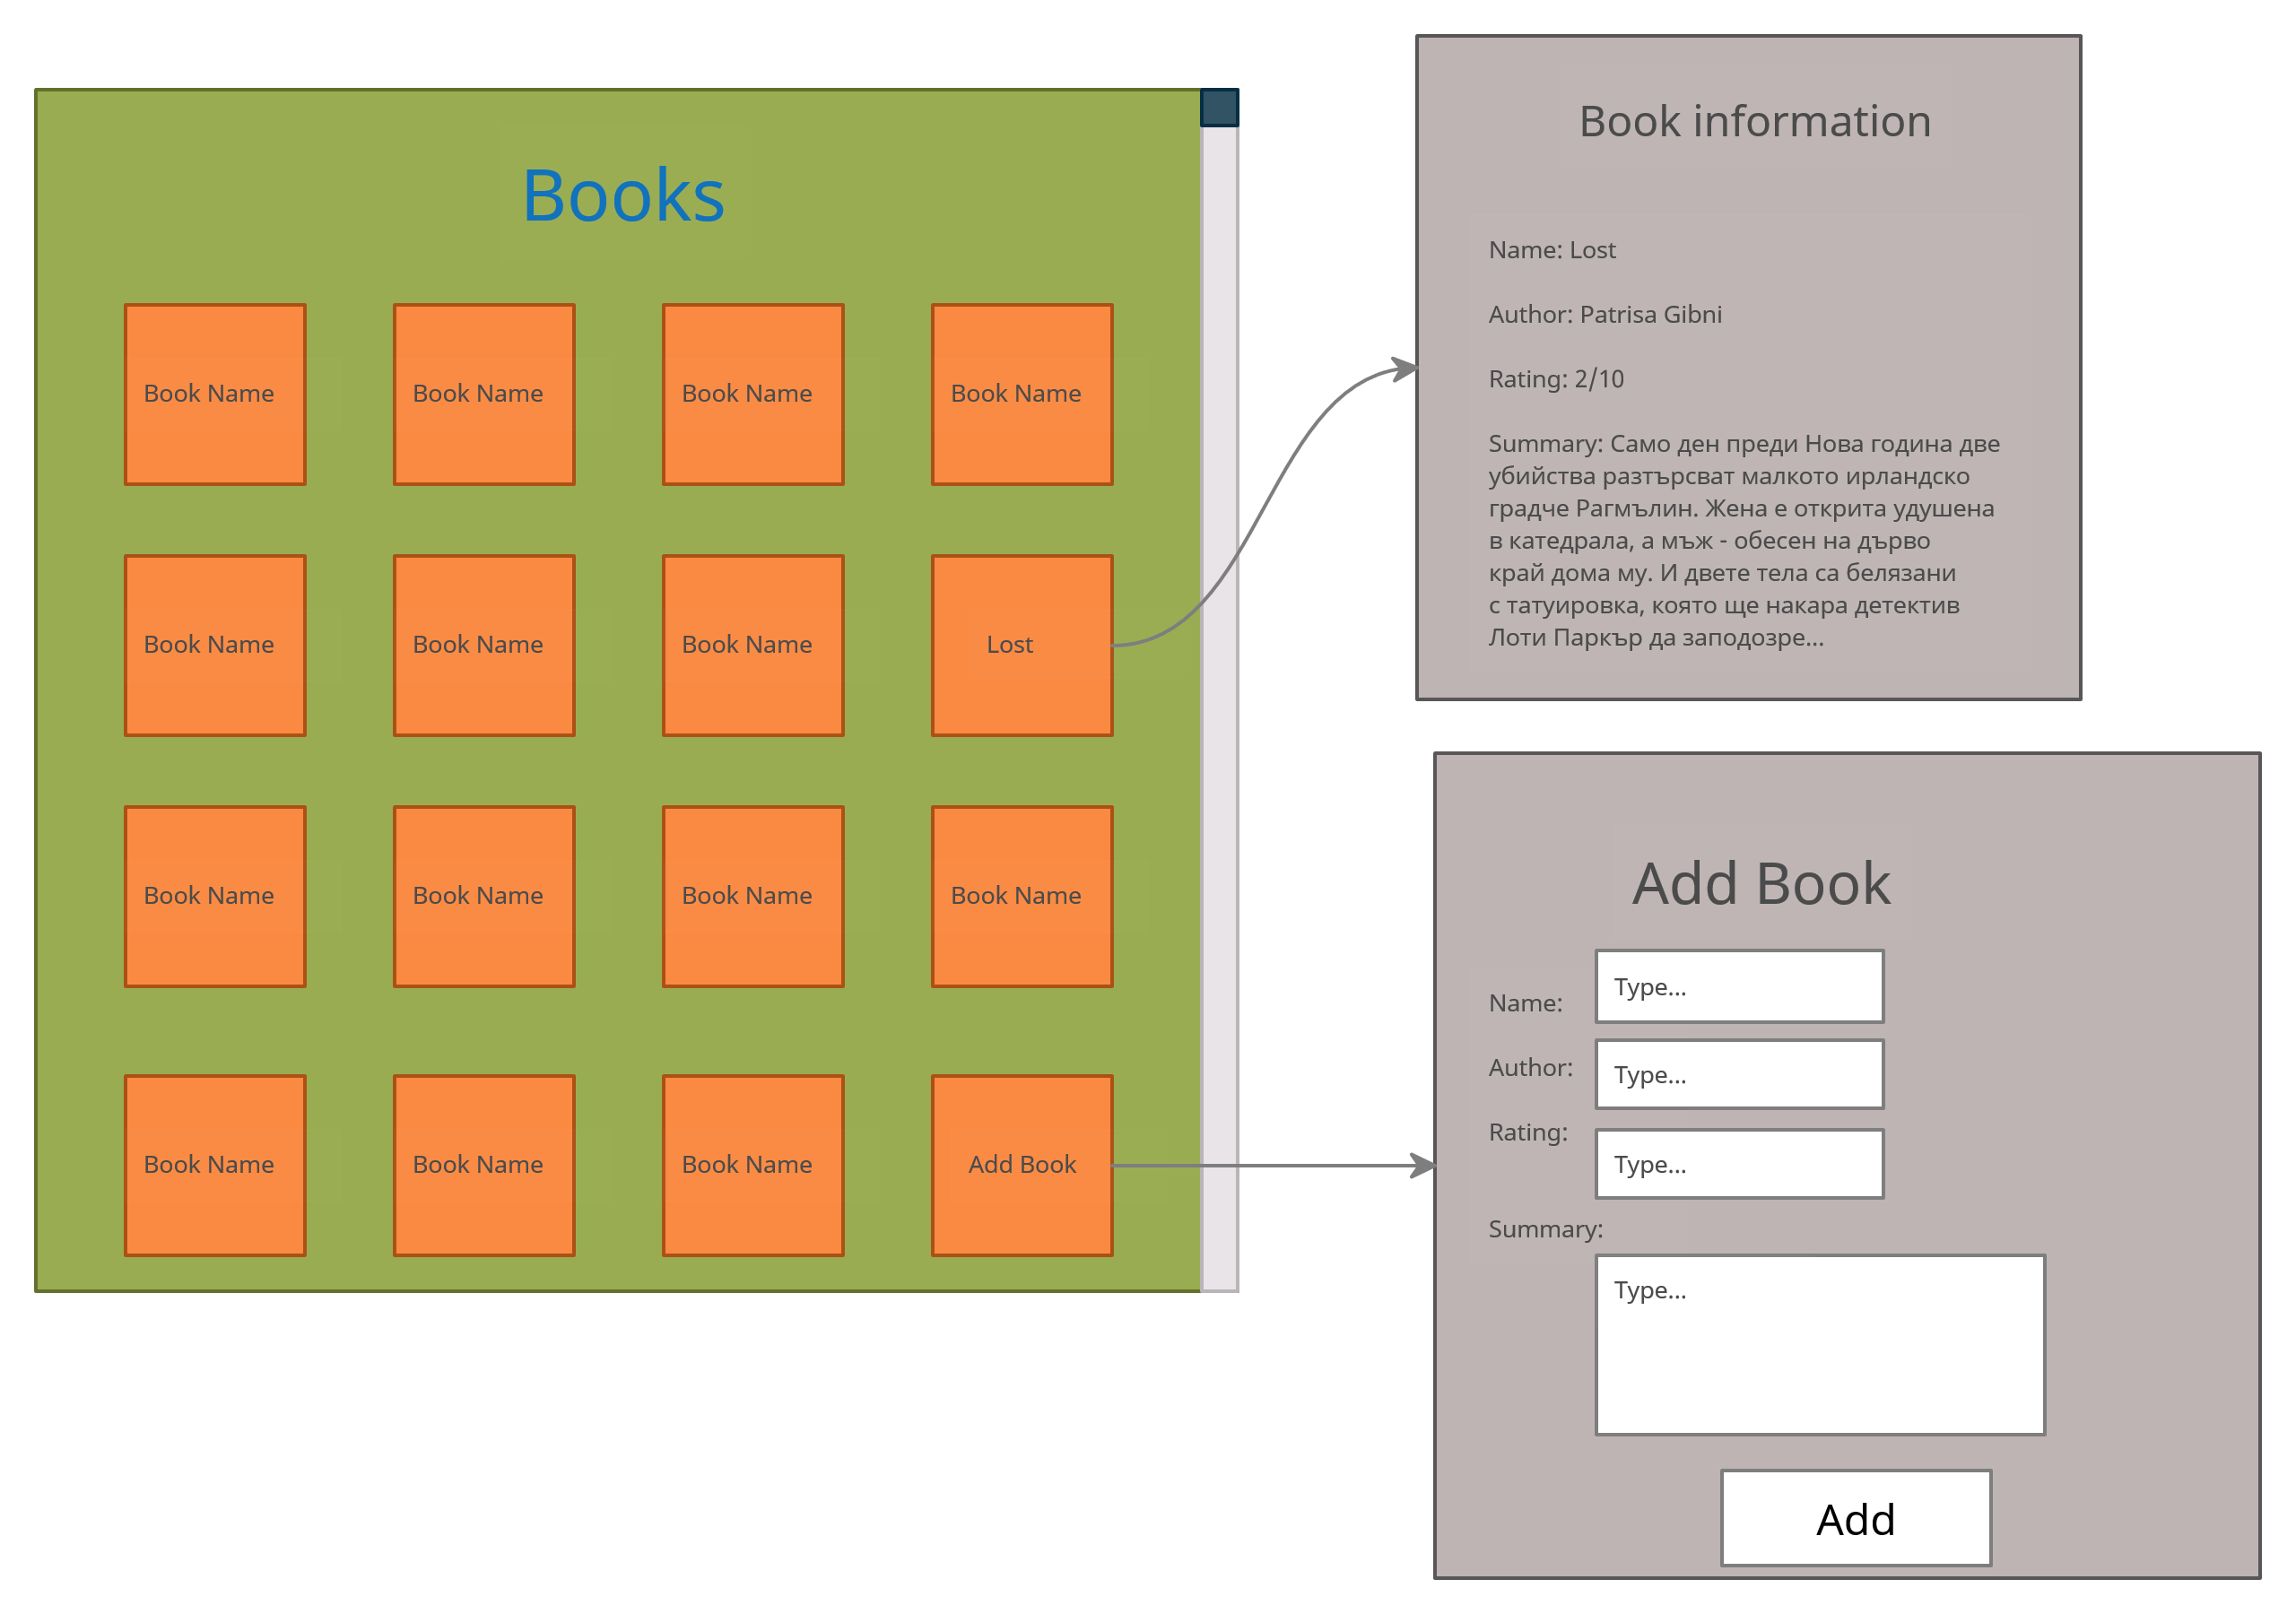 Books
Book Name
Book Name
Book Name
Book Name
Book Name
Book Name
Book Name
Lost
Book Name
Book Name
Book Name
Book Name
Book Name
Book Name
Book Name
Add Book
Book information
Name: Lost
Author: Patrisa Gibni
Rating: 2/10
Summary: Само ден преди Нова година две
убийства разтърсват малкото ирландско
градче Рагмълин. Жена е открита удушена
в катедрала, а мъж - обесен на дърво
край дома му. И двете тела са белязани
с татуировка, която ще накара детектив
Лоти Паркър да заподозре...
Add Book
Name:
Type...
Author:
Type...
Rating:
Type...
Summary:
Type...
Add